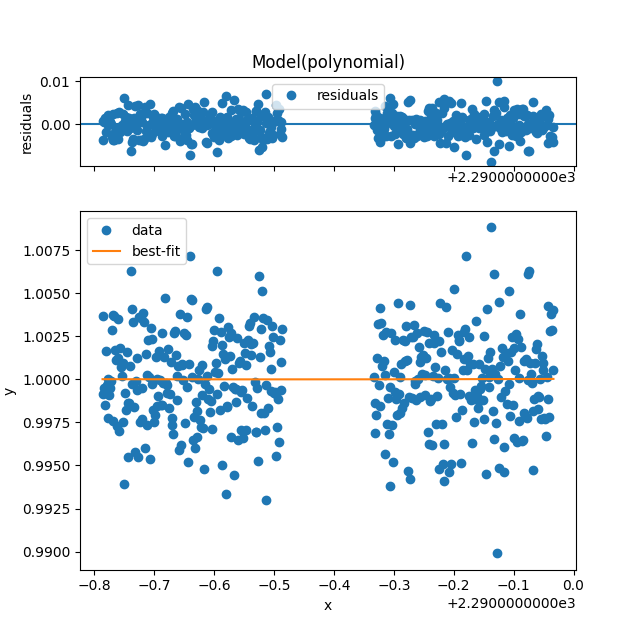 Model(polynomial)
0.01
0.00
residuals
residuals
+2.2900000000e3
data
best-fit
1.0075
1.0050
1.0025
1.0000
0.9975
0.9950
0.9925
0.9900
y
−0.8 −0.7 −0.6 −0.5 −0.4 −0.3 −0.2 −0.1 0.0
x
+2.2900000000e3